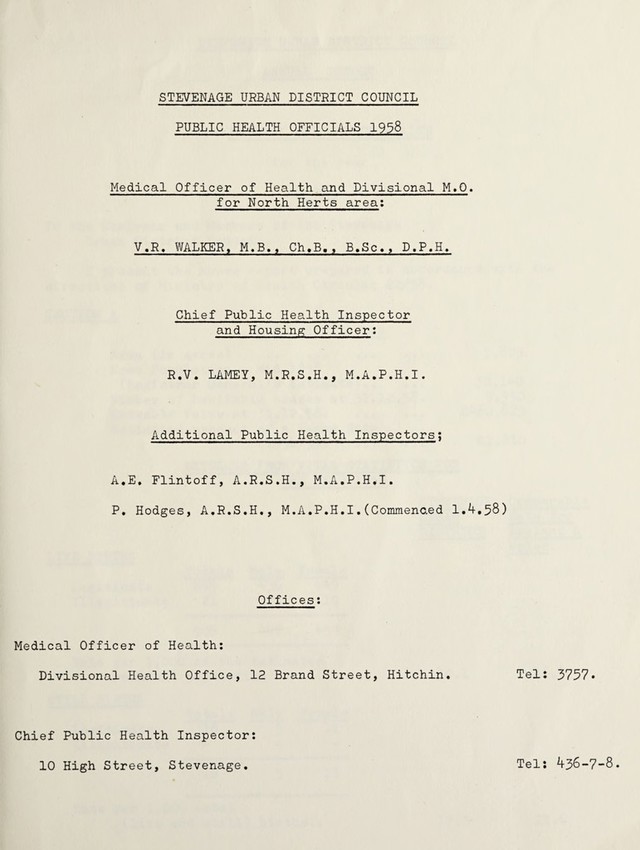 STEVENAGE URBAN DISTRICT COUNCIL
PUBLIC HEALTH OFFICIALS 1958
Medical Officer of Health and Divisional M.O.
for North Herts area:
V.R. WALKER, M.B., Ch.B., B.Sc., D.P.H.
Chief Public Health Inspector
and Housing Officer:
R.V. LAMEY, M.R.S.H., M.A.P.H.I.
Additional Public Health Inspectors;
A.E. Flintoff, A.R.S.H., M.A.P.H.I.
P. Hodges, A.R.S.H., M.A.P.H.I.(Commenced 1.4.58)
Offices:
Medical Officer of Health:
Divisional Health Office, 12 Brand Street, Hitchin. Tel: 3757.
Chief Public Health Inspector:
10 High Street, Stevenage. Tel: 436-7-8.